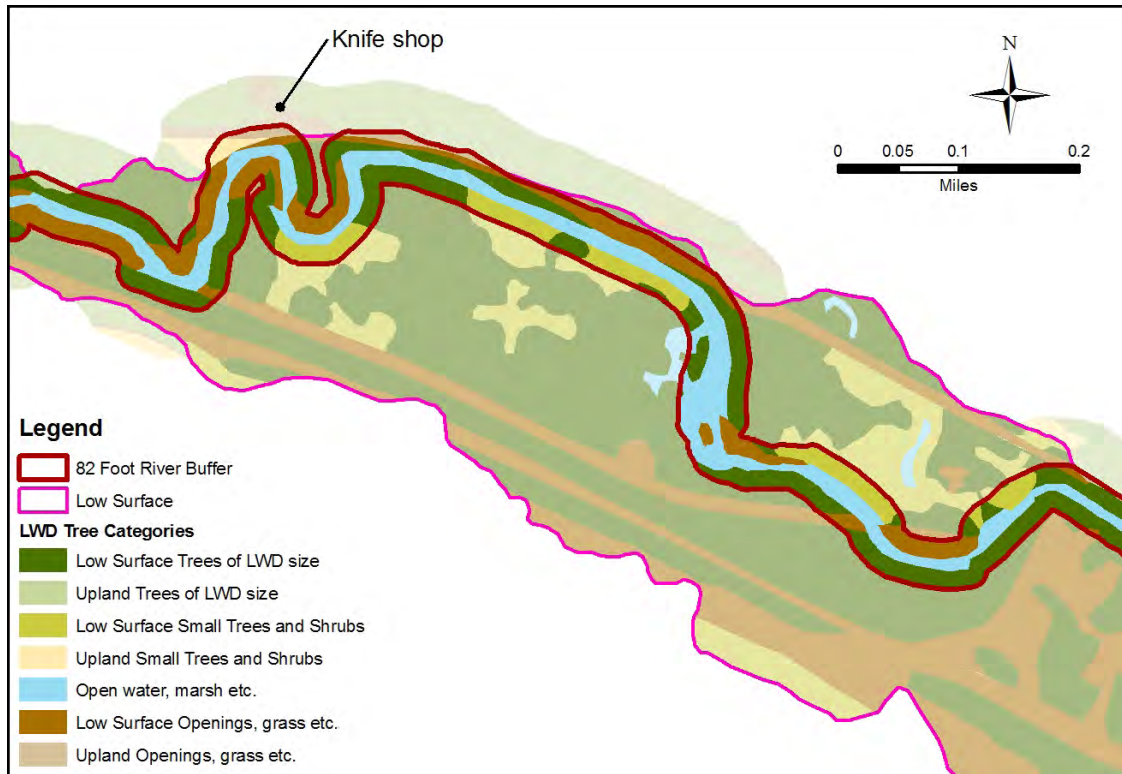 Knife shop
N
0 0.05 0.1 0.2
Miles
Legend
82 Foot River Buffer
Low Surface
LWD Tree Categories
Low Surface Trees of LWD size
Upland Trees of LWD size
Low Surface Small Trees and Shrubs
Upland Small Trees and Shrubs
Open water, marsh etc.
Low Surface Openings, grass etc.
Upland Openings, grass etc.